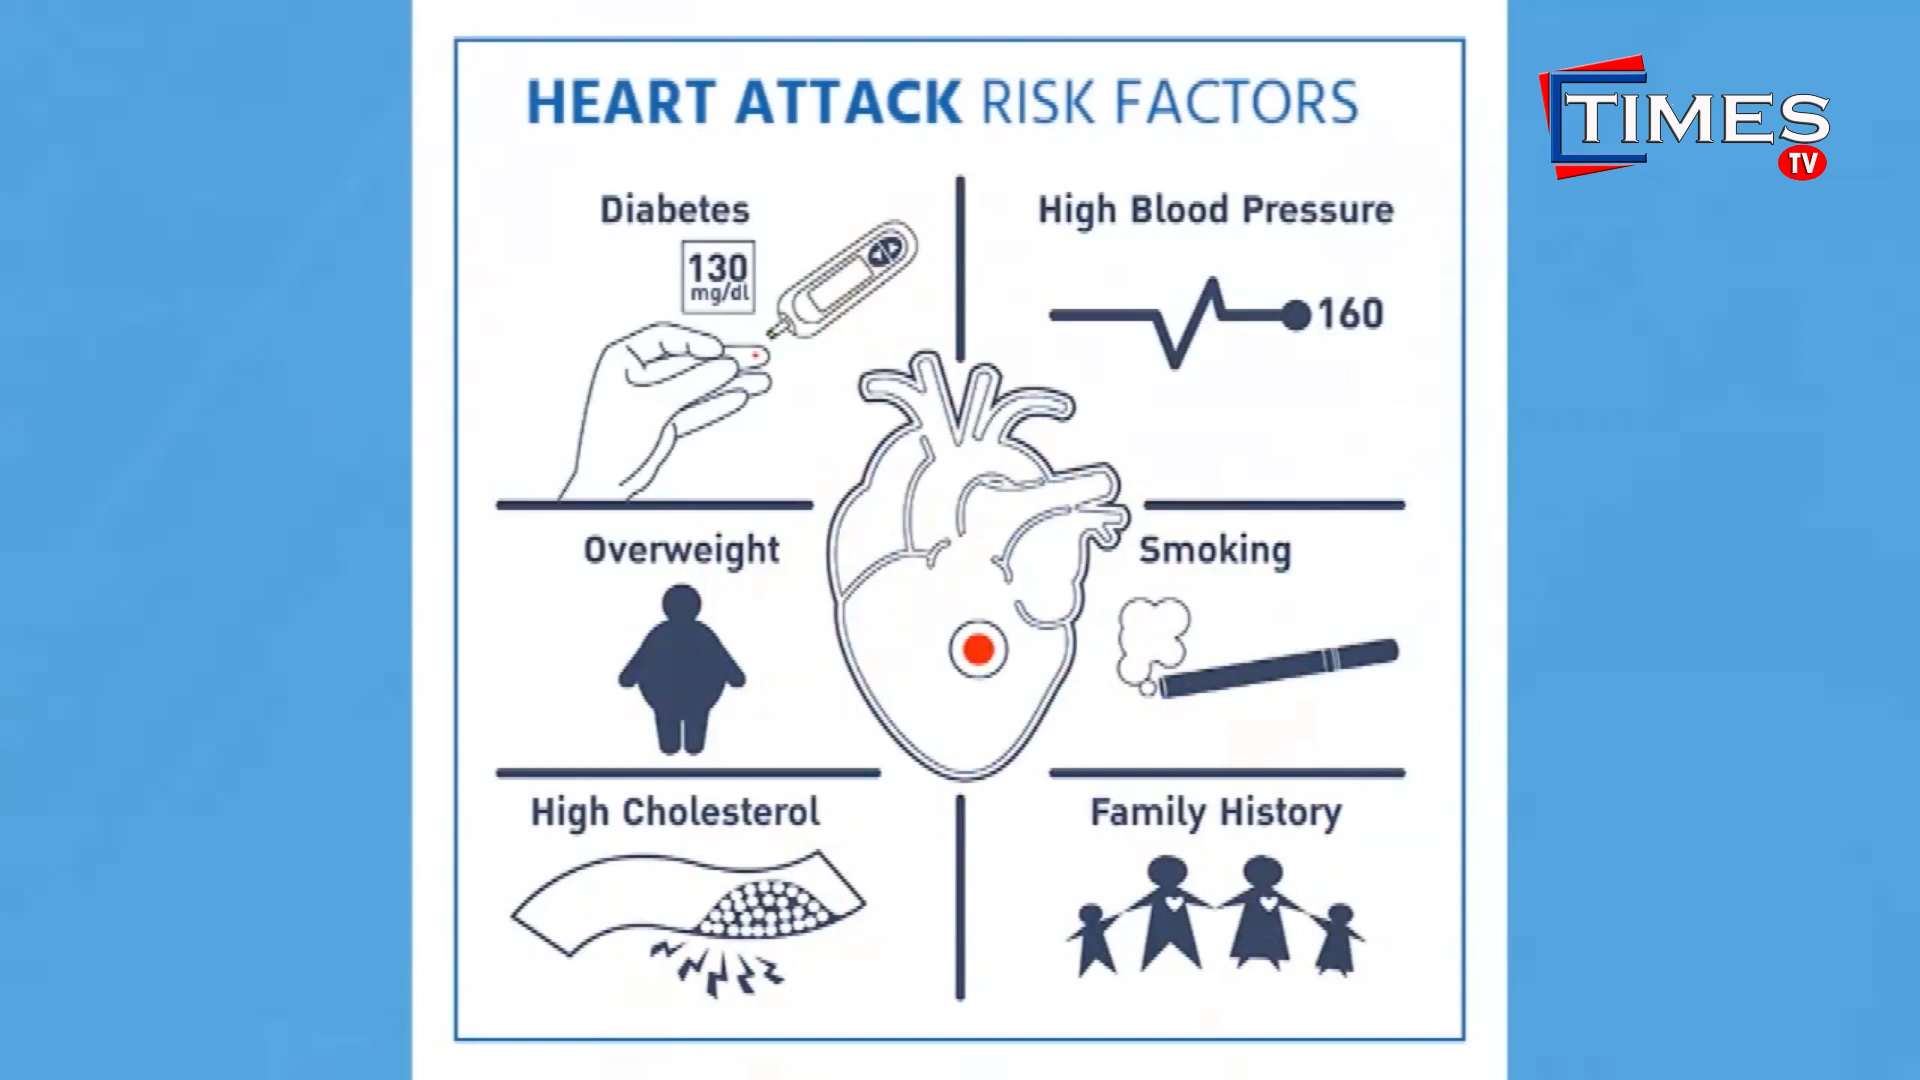 HEART ATTACK RISK FACTORS
Diabetes
130
mg/dl
High Blood Pressure
160
Overweight
Smoking
High Cholesterol
Family History
TIMES
TV